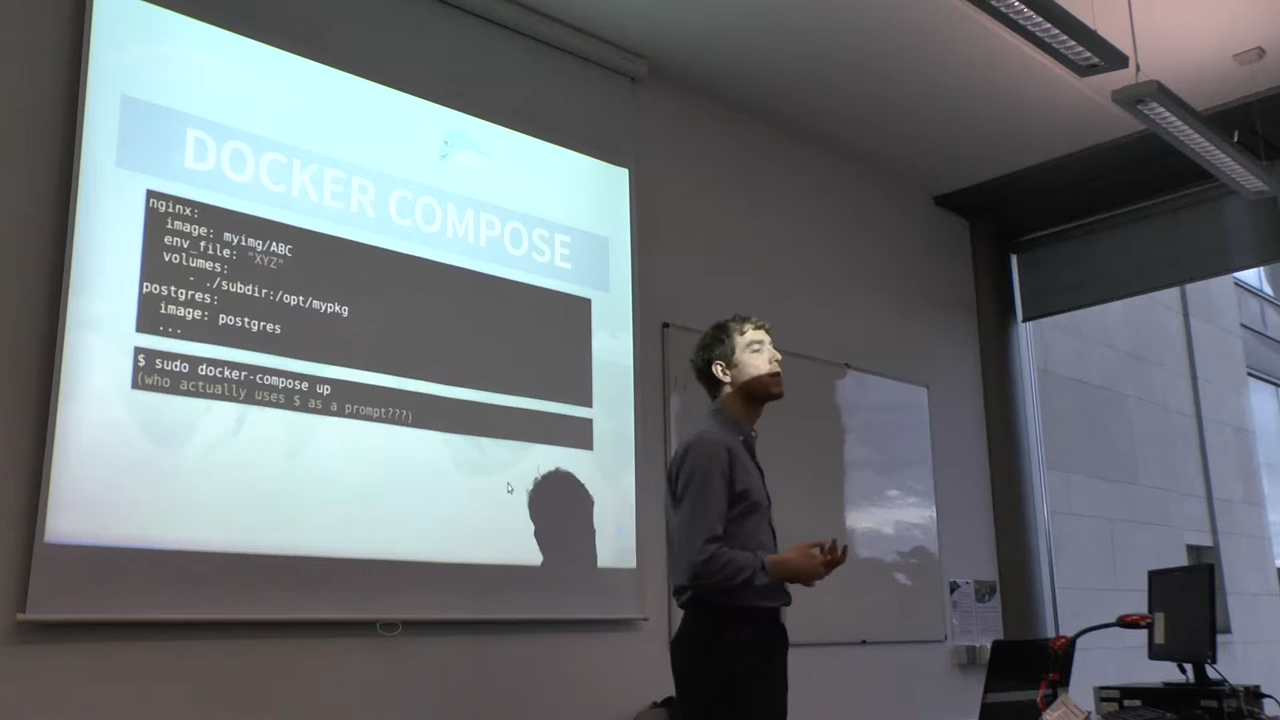 DOCKER COMPOSE
nginx:
image: myimg/ABC
env_file: "XYZ"
volumes:
- ./subdir:/opt/mypkg
postgres:
image: postgres
...
$ sudo docker-compose up
(who actually uses $ as a prompt???)